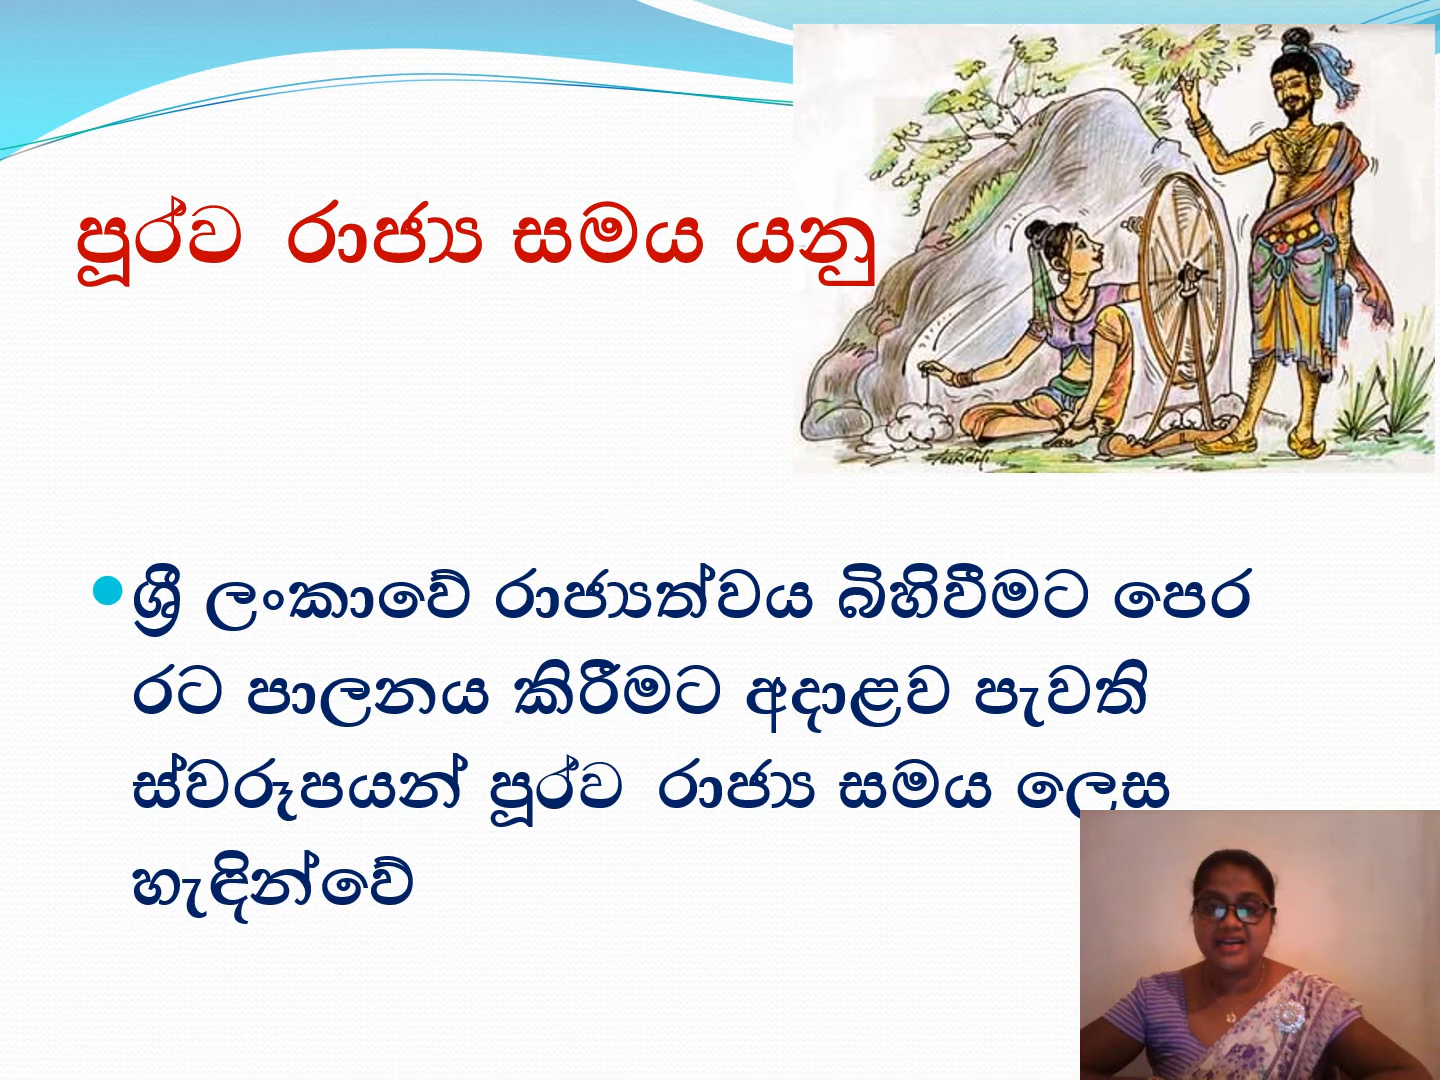 පූර්ව රාජ්‍ය සමය යනු
ශ්‍රී ලංකාවේ රාජ්‍යත්වය බිහිවීමට පෙර
රට පාලනය කිරීමට අදාළව පැවති
ස්වරූපයන් පූර්ව රාජ්‍ය සමය ලෙස
හැඳින්වේ